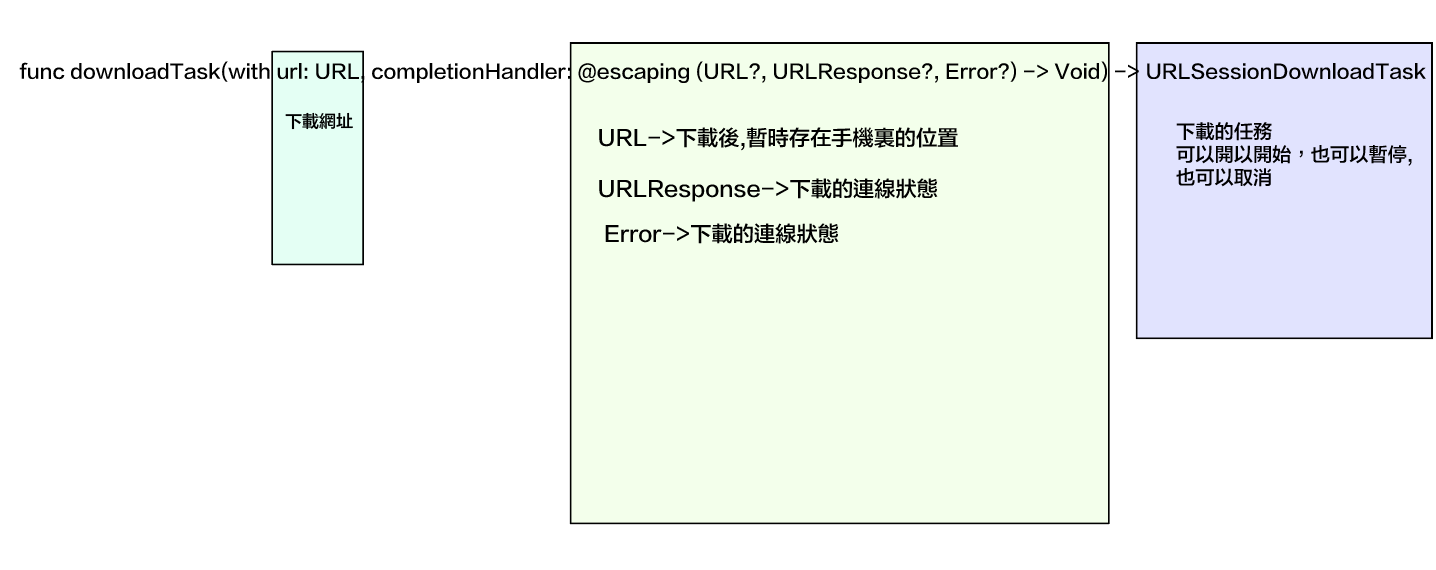 func downloadTask(with url: URL, completionHandler: @escaping (URL?, URLResponse?, Error?) -> Void) -> URLSessionDownloadTask
下載網址
URL->下載後,暫時存在手機裏的位置
URLResponse->下載的連線狀態
Error->下載的連線狀態
下載的任務
可以開以開始，也可以暫停,
也可以取消